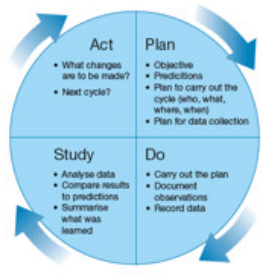 Act
• What changes
are to be made?
• Next cycle?
Plan
• Objective
• Predicitions
• Plan to carry out the
cycle (who, what,
where, when)
• Plan for data collection
Study
• Analyse data
• Compare results
to predictions
• Summarise
what was
learned
Do
• Carry out the plan
• Document
observations
• Record data